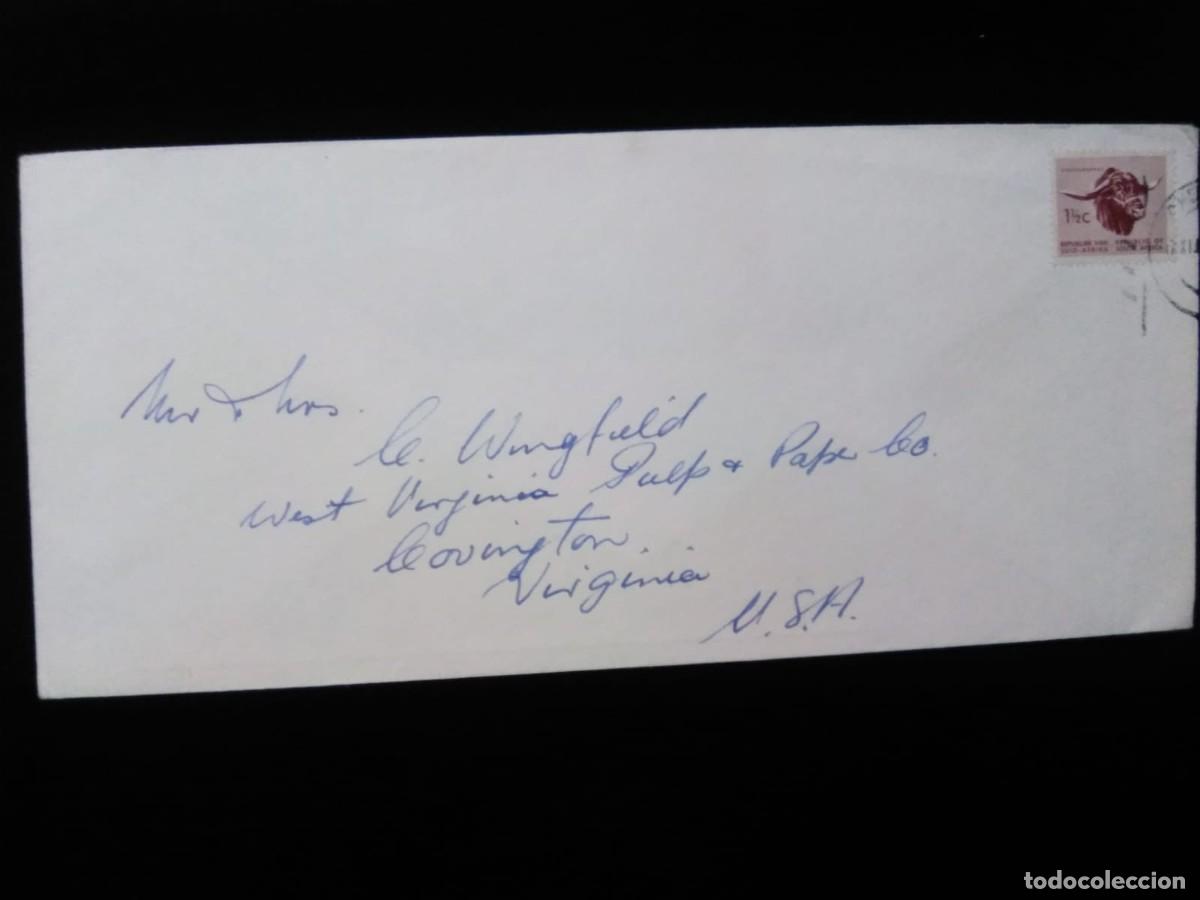 1½C
REPUBLIEK VAN REPUBLIC OF
SUID-AFRIKA SOUTH AFRICA
Mr & Mrs.
C. Wingfield
West Virginia Pulp & Paper Co.
Covington
Virginia
U.S.A.
todocoleccion